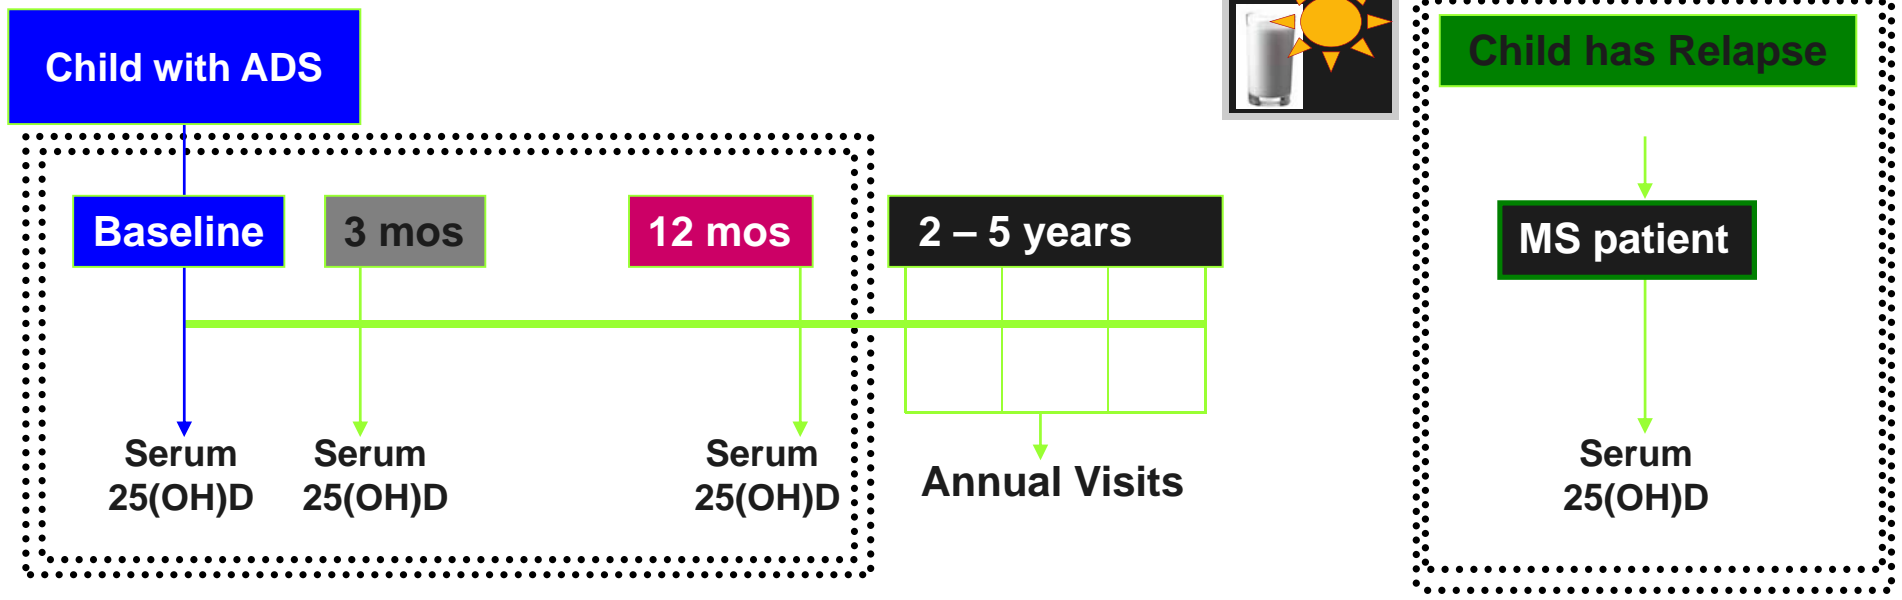 Child with ADS
Child has Relapse
Baseline
3 mos
12 mos
2 – 5 years
MS patient
Serum
25(OH)D
Serum
25(OH)D
Serum
25(OH)D
Annual Visits
Serum
25(OH)D